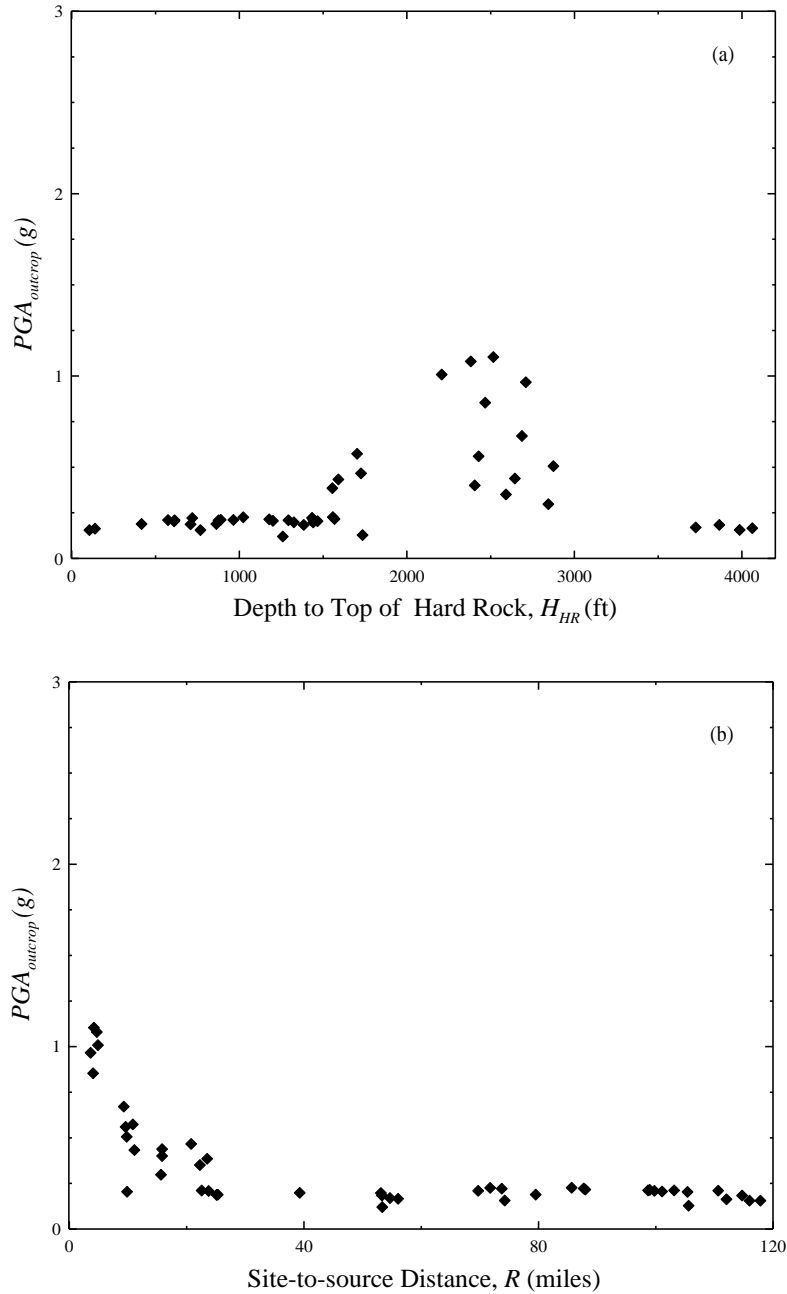 3
(a)
2
PGAoutcrop(g)
1
0
0 1000 2000 3000 4000
Depth to Top of Hard Rock, HHR (ft)
3
(b)
2
PGAoutcrop(g)
1
0
0 40 80 120
Site-to-source Distance, R (miles)